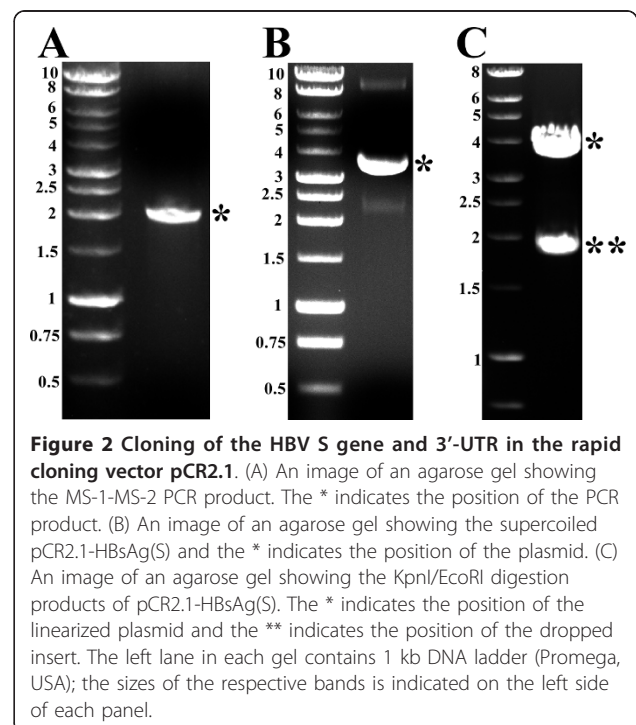 A
B
C
10
8
6
5
4
3
2.5
2
1.5
1
0.75
0.5
*
10
8
6
5
4
3
2.5
2
1.5
1
0.75
0.5
*
8
6
5
4
3
2.5
2
1.5
1
*
**
Figure 2 Cloning of the HBV S gene and 3′-UTR in the rapid
cloning vector pCR2.1. (A) An image of an agarose gel showing
the MS-1-MS-2 PCR product. The * indicates the position of the PCR
product. (B) An image of an agarose gel showing the supercoiled
pCR2.1-HBsAg(S) and the * indicates the position of the plasmid. (C)
An image of an agarose gel showing the KpnI/EcoRI digestion
products of pCR2.1-HBsAg(S). The * indicates the position of the
linearized plasmid and the ** indicates the position of the dropped
insert. The left lane in each gel contains 1 kb DNA ladder (Promega,
USA); the sizes of the respective bands is indicated on the left side
of each panel.